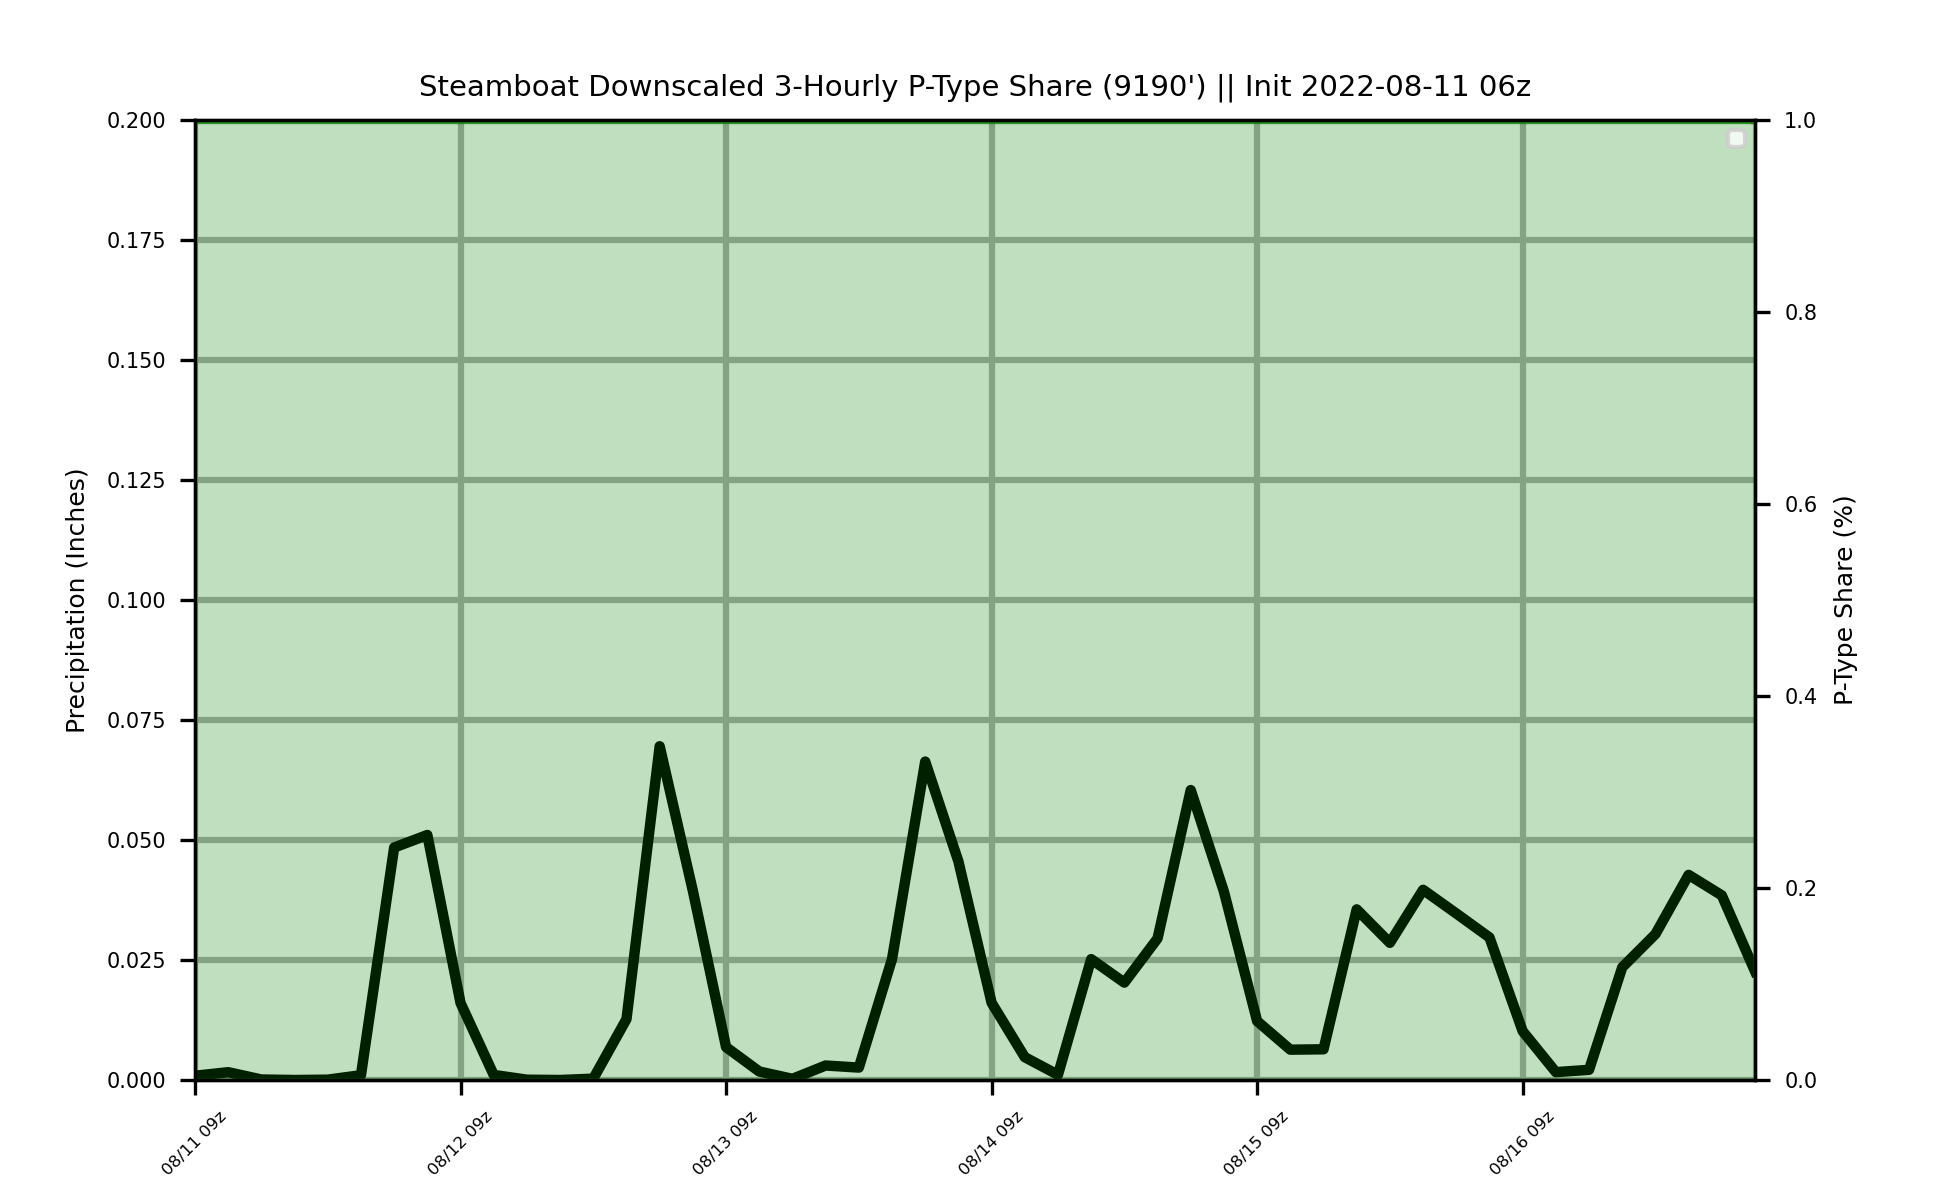 Steamboat Downscaled 3-Hourly P-Type Share (9190') || Init 2022-08-11 06z
0.200
0.175
0.150
0.125
0.100
0.075
0.050
0.025
0.000
Precipitation (Inches)
1.0
0.8
0.6
0.4
0.2
0.0
P-Type Share (%)
08/11 09z
08/12 09z
08/13 09z
08/14 09z
08/15 09z
08/16 09z